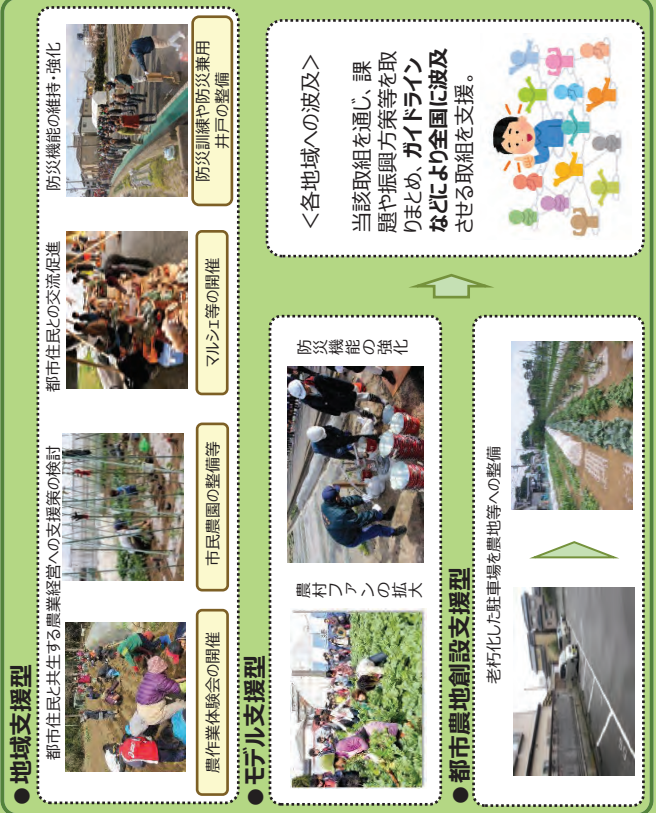 ●地域支援型
都市住民と共生する農業経営への支援策の検討
農作業体験会の開催
市民農園の整備等
都市住民との交流促進
マルシェ等の開催
防災機能の維持・強化
防災訓練や防災兼用
井戸の整備
●モデル支援型
農村ファンの拡大
防災機能の強化
●都市農地創設支援型
老朽化した駐車場を農地等への整備
＜各地域への波及＞
当該取組を通じ、課
題や振興方策等を取
りまとめ、ガイドライン
などにより全国に波及
させる取組を支援。